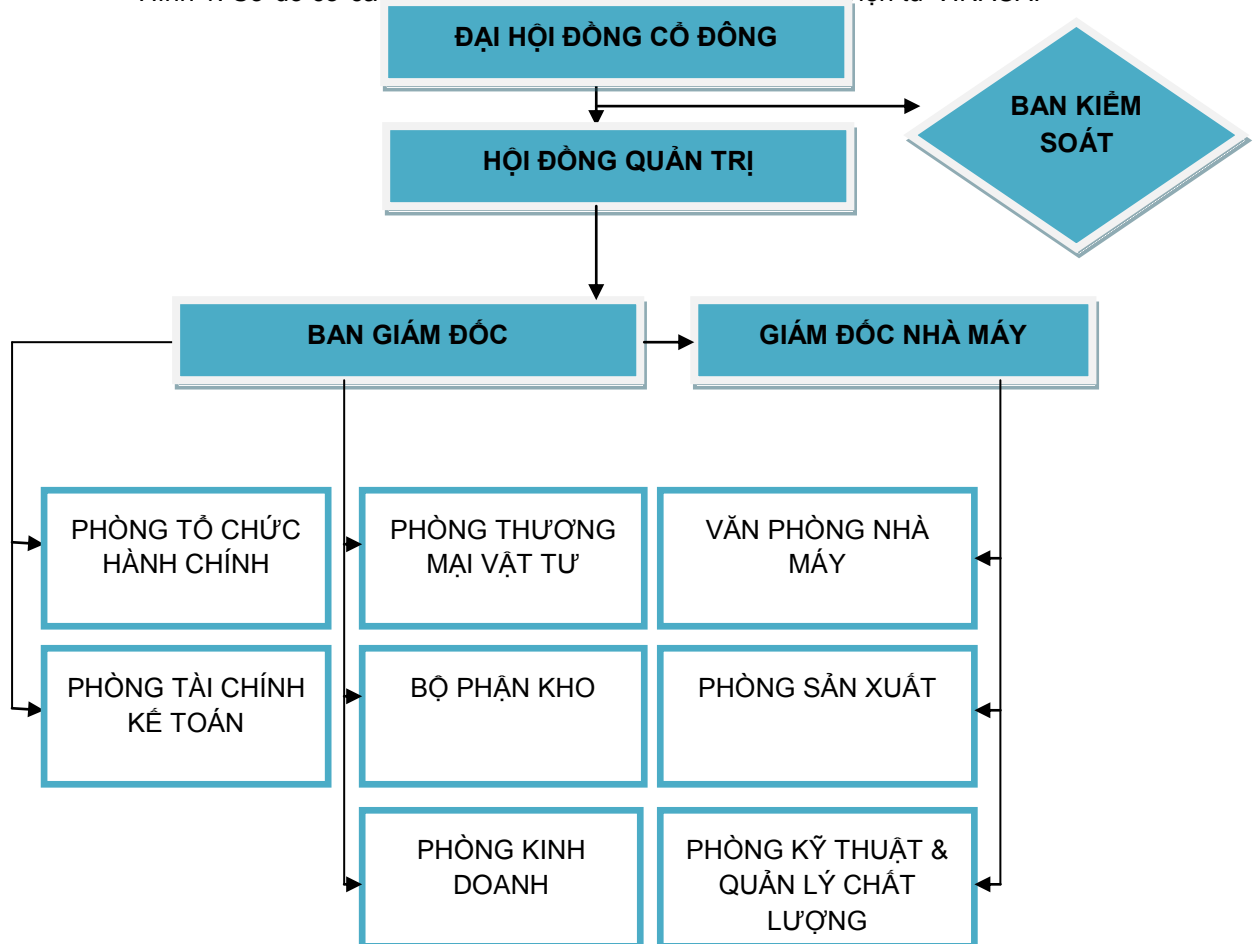 ĐẠI HỘI ĐỒNG CỔ ĐÔNG
BAN KIỂM
SOÁT
HỘI ĐỒNG QUẢN TRỊ
BAN GIÁM ĐỐC
GIÁM ĐỐC NHÀ MÁY
PHÒNG TỔ CHỨC
HÀNH CHÍNH
PHÒNG THƯƠNG
MẠI VẬT TƯ
VĂN PHÒNG NHÀ
MÁY
PHÒNG TÀI CHÍNH
KẾ TOÁN
BỘ PHẬN KHO
PHÒNG SẢN XUẤT
PHÒNG KINH
DOANH
PHÒNG KỸ THUẬT &
QUẢN LÝ CHẤT
LƯỢNG